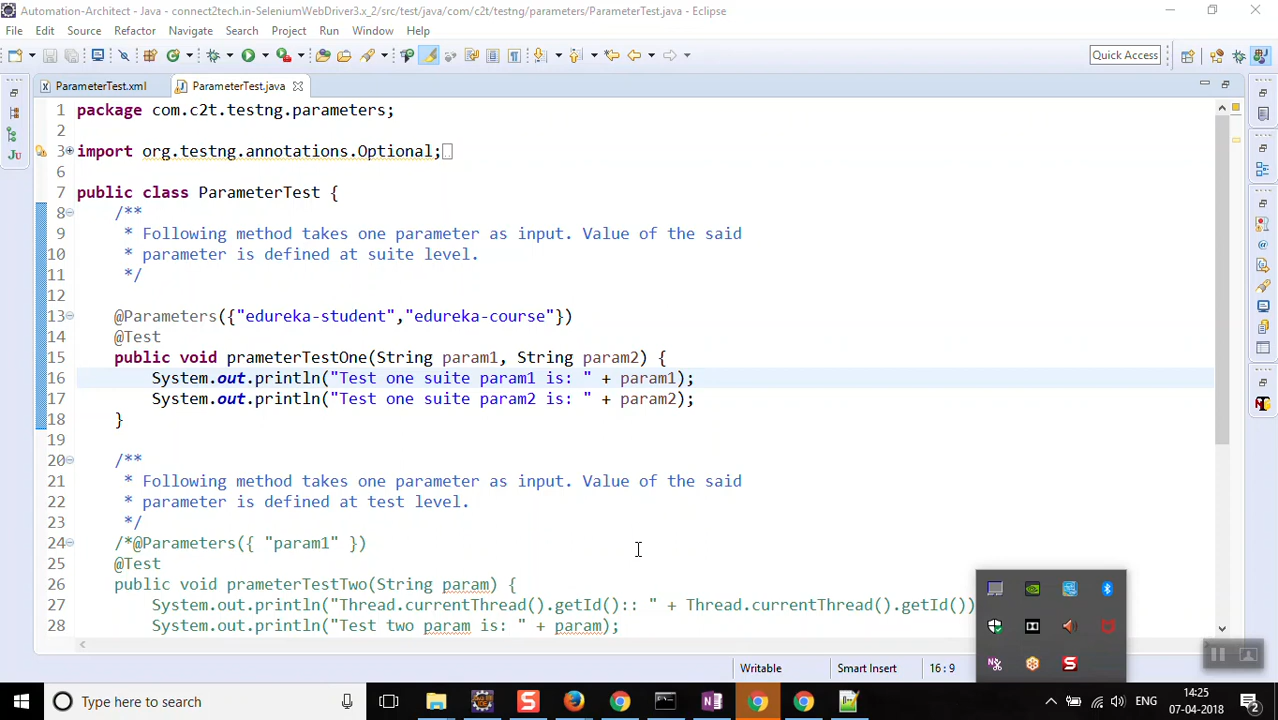 Automation-Architect - Java - connect2tech.in-SeleniumWebDriver3.x_2/src/test/java/com/c2t/testng/parameters/ParameterTest.java - Eclipse
File Edit Source Refactor Navigate Search Project Run Window Help
Quick Access
ParameterTest.xml ParameterTest.java
1 package com.c2t.testng.parameters;
2
3 import org.testng.annotations.Optional;
6
7 public class ParameterTest {
8 /**
9 * Following method takes one parameter as input. Value of the said
10 * parameter is defined at suite level.
11 */
12
13 @Parameters({"edureka-student","edureka-course"})
14 @Test
15 public void prameterTestOne(String param1, String param2) {
16 System.out.println("Test one suite param1 is: " + param1);
17 System.out.println("Test one suite param2 is: " + param2);
18 }
19
20 /**
21 * Following method takes one parameter as input. Value of the said
22 * parameter is defined at test level.
23 */
24 /*@Parameters({ "param1" })
25 @Test
26 public void prameterTestTwo(String param) {
27 System.out.println("Thread.currentThread().getId():: " + Thread.currentThread().getId())
28 System.out.println("Test two param is: " + param);
Writable Smart Insert 16:9
Type here to search
ENG
14:25
07-04-2018
2